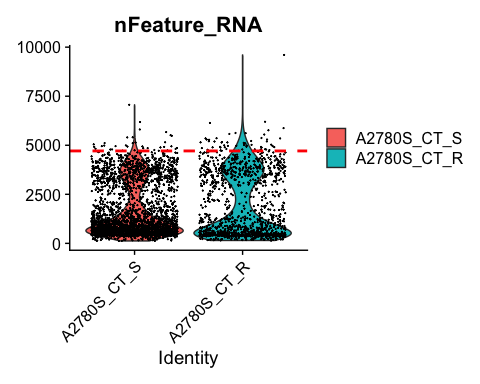 nFeature_RNA
10000
7500
5000
2500
0
A2780S_CT_S
A2780S_CT_R
Identity
A2780S_CT_S
A2780S_CT_R